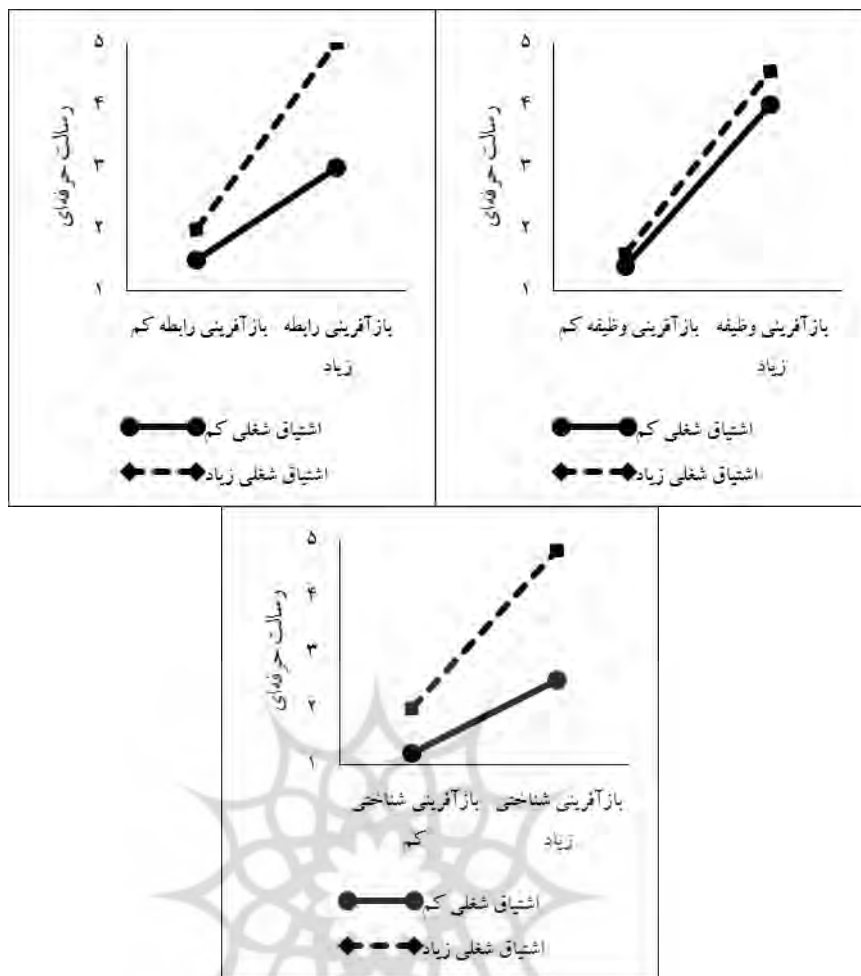 ۵
۴
۳
۲
۱
رسالت حرفه‌ای
بازآفرینی رابطه کم
بازآفرینی رابطه
زیاد
اشتیاق شغلی کم
اشتیاق شغلی زیاد
۵
۴
۳
۲
۱
رسالت حرفه‌ای
بازآفرینی وظیفه کم
بازآفرینی وظیفه
زیاد
اشتیاق شغلی کم
اشتیاق شغلی زیاد
۵
۴
۳
۲
۱
رسالت حرفه‌ای
بازآفرینی شناختی
کم
بازآفرینی شناختی
زیاد
اشتیاق شغلی کم
اشتیاق شغلی زیاد